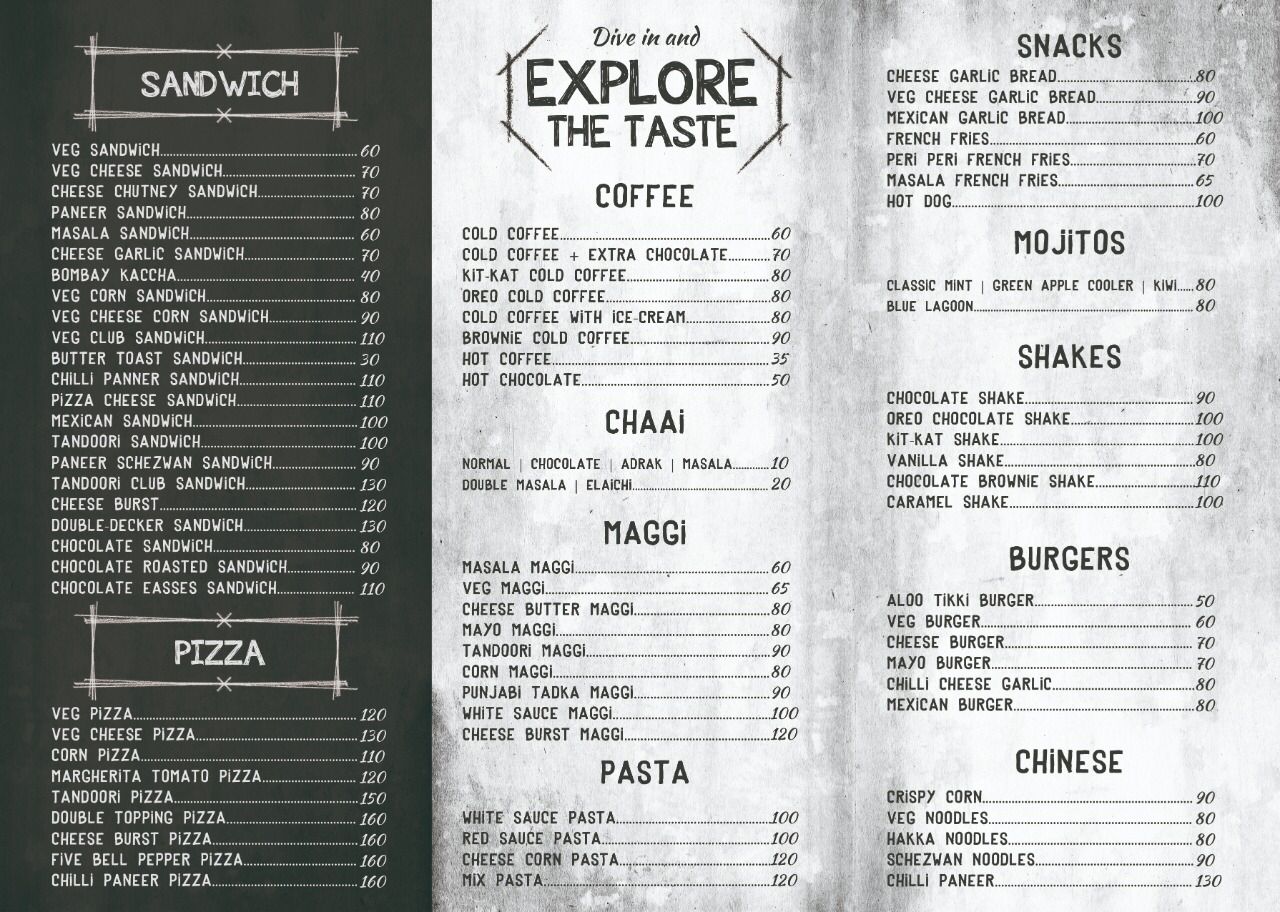 SANDWICH
VEG SANDWiCH 60
VEG CHEESE SANDWiCH 70
CHEESE CHUTNEY SANDWiCH 70
PANEER SANDWiCH 80
MASALA SANDWiCH 60
CHEESE GARLiC SANDWiCH 70
BOMBAY KACCHA 40
VEG CORN SANDWiCH 80
VEG CHEESE CORN SANDWiCH 90
VEG CLUB SANDWiCH 110
BUTTER TOAST SANDWiCH 30
CHiLLi PANNER SANDWiCH 110
PiZZA CHEESE SANDWiCH 110
MEXiCAN SANDWiCH 100
TANDOORi SANDWiCH 100
PANEER SCHEZWAN SANDWiCH 90
TANDOORi CLUB SANDWiCH 130
CHEESE BURST 120
DOUBLE-DECKER SANDWiCH 130
CHOCOLATE SANDWiCH 80
CHOCOLATE ROASTED SANDWiCH 90
CHOCOLATE EASSES SANDWiCH 110
PIZZA
VEG PiZZA 120
VEG CHEESE PiZZA 130
CORN PiZZA 110
MARGHERiTA TOMATO PiZZA 120
TANDOORi PiZZA 150
DOUBLE TOPPiNG PiZZA 160
CHEESE BURST PiZZA 160
FiVE BELL PEPPER PiZZA 160
CHiLLi PANEER PiZZA 160
Dive in and
EXPLORE
THE TASTE
COFFEE
COLD COFFEE 60
COLD COFFEE + EXTRA CHOCOLATE 70
KiT-KAT COLD COFFEE 80
OREO COLD COFFEE 80
COLD COFFEE WiTH iCE-CREAM 80
BROWNiE COLD COFFEE 90
HOT COFFEE 35
HOT CHOCOLATE 50
CHAAi
NORMAL | CHOCOLATE | ADRAK | MASALA 10
DOUBLE MASALA | ELAiCHi 20
MAGGi
MASALA MAGGi 60
VEG MAGGi 65
CHEESE BUTTER MAGGi 80
MAYO MAGGi 80
TANDOORi MAGGi 90
CORN MAGGi 80
PUNJABi TADKA MAGGi 90
WHiTE SAUCE MAGGi 100
CHEESE BURST MAGGi 120
PASTA
WHiTE SAUCE PASTA 100
RED SAUCE PASTA 100
CHEESE CORN PASTA 120
MiX PASTA 120
SNACKS
CHEESE GARLiC BREAD 80
VEG CHEESE GARLiC BREAD 90
MEXiCAN GARLiC BREAD 100
FRENCH FRiES 60
PERi PERi FRENCH FRiES 70
MASALA FRENCH FRiES 65
HOT DOG 100
MOJiTOS
CLASSiC MiNT | GREEN APPLE COOLER | KiWi 80
BLUE LAGOON 80
SHAKES
CHOCOLATE SHAKE 90
OREO CHOCOLATE SHAKE 100
KiT-KAT SHAKE 100
VANiLLA SHAKE 80
CHOCOLATE BROWNiE SHAKE 110
CARAMEL SHAKE 100
BURGERS
ALOO TiKKi BURGER 50
VEG BURGER 60
CHEESE BURGER 70
MAYO BURGER 70
CHiLLi CHEESE GARLiC 80
MEXiCAN BURGER 80
CHiNESE
CRiSPY CORN 90
VEG NOODLES 80
HAKKA NOODLES 80
SCHEZWAN NOODLES 90
CHiLLi PANEER 130